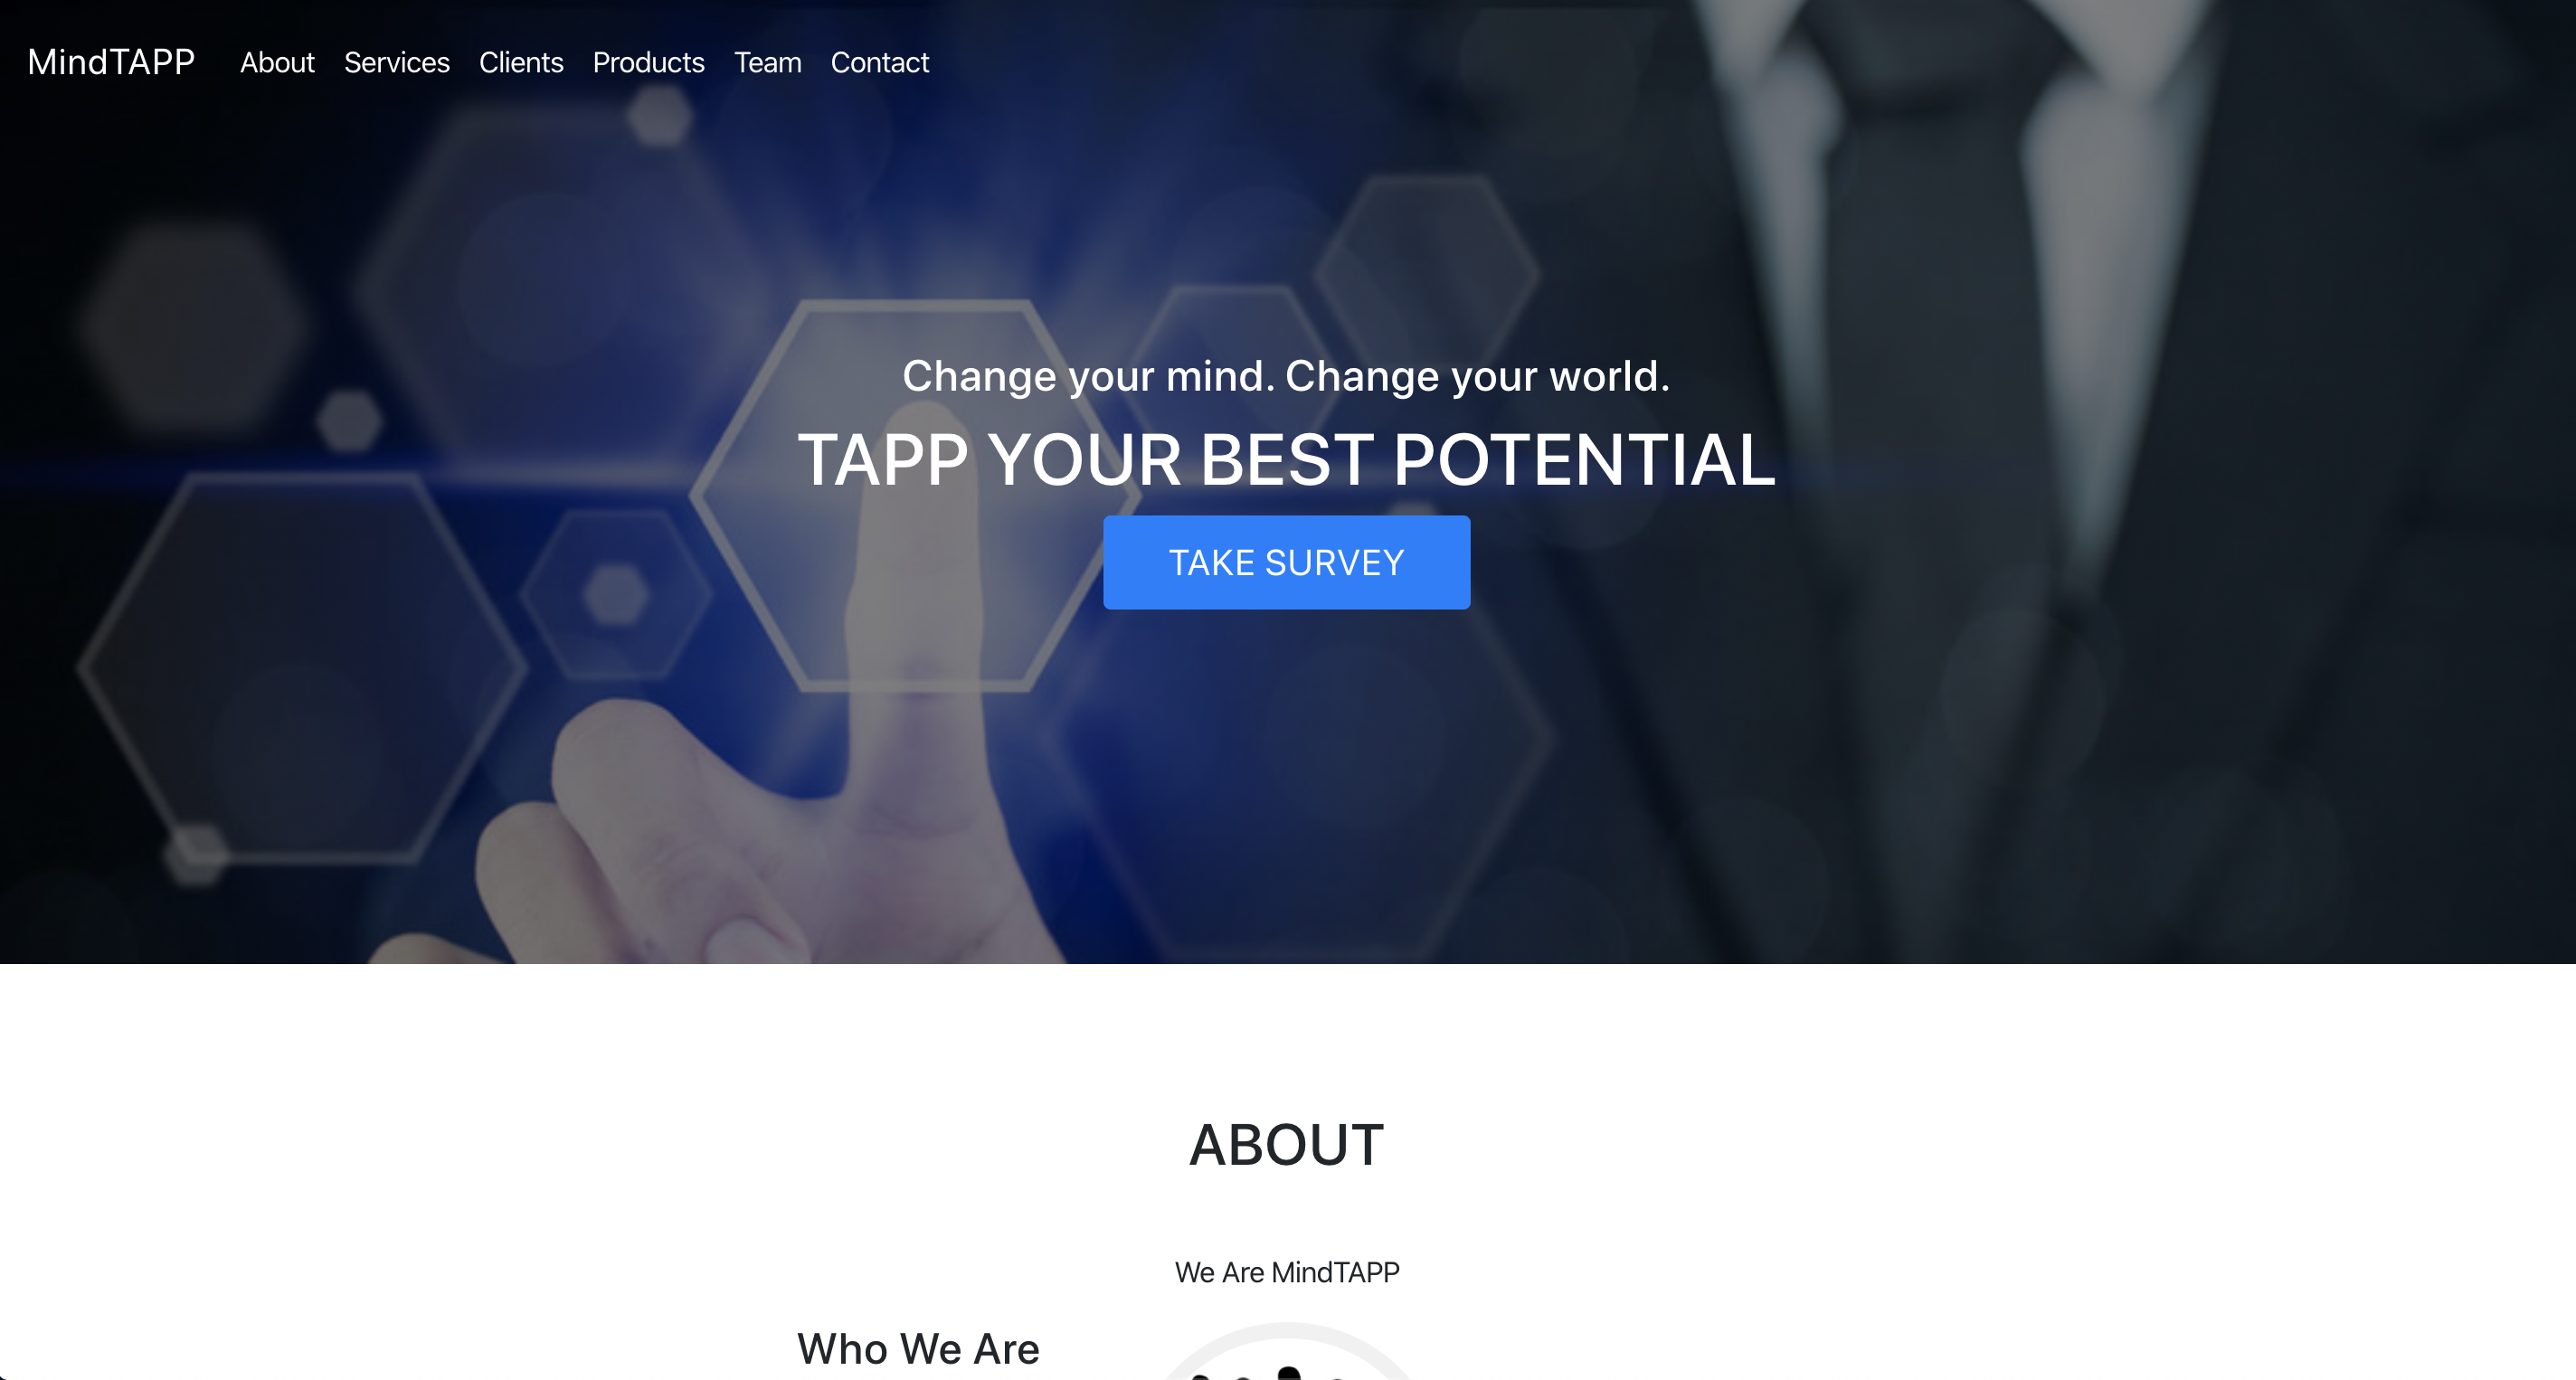 MindTAPP About Services Clients Products Team Contact
Change your mind. Change your world.
TAPP YOUR BEST POTENTIAL
TAKE SURVEY
ABOUT
We Are MindTAPP
Who We Are